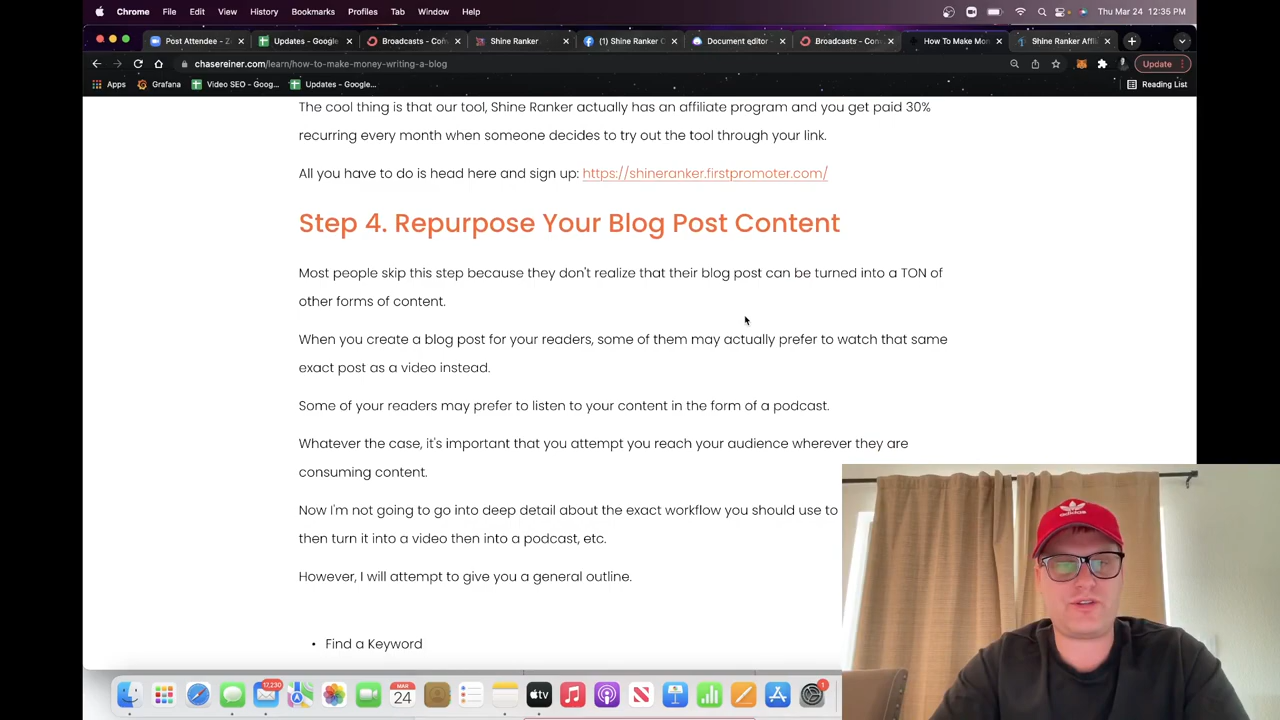 Chrome File Edit View History Bookmarks Profiles Tab Window Help Thu Mar 24 12:35 PM
Post Attendee - Z Updates - Google Broadcasts - Con Shine Ranker (1) Shine Ranker C Document editor Broadcasts - Con How To Make Mon Shine Ranker Affil
chasereiner.com/learn/how-to-make-money-writing-a-blog Update
Apps Grafana Video SEO - Goog... Updates - Google... Reading List
The cool thing is that our tool, Shine Ranker actually has an affiliate program and you get paid 30%
recurring every month when someone decides to try out the tool through your link.
All you have to do is head here and sign up: https://shineranker.firstpromoter.com/
Step 4. Repurpose Your Blog Post Content
Most people skip this step because they don't realize that their blog post can be turned into a TON of
other forms of content.
When you create a blog post for your readers, some of them may actually prefer to watch that same
exact post as a video instead.
Some of your readers may prefer to listen to your content in the form of a podcast.
Whatever the case, it's important that you attempt you reach your audience wherever they are
consuming content.
Now I'm not going to go into deep detail about the exact workflow you should use to
then turn it into a video then into a podcast, etc.
However, I will attempt to give you a general outline.
• Find a Keyword
adidas
17,230
MAR
24
tv
1